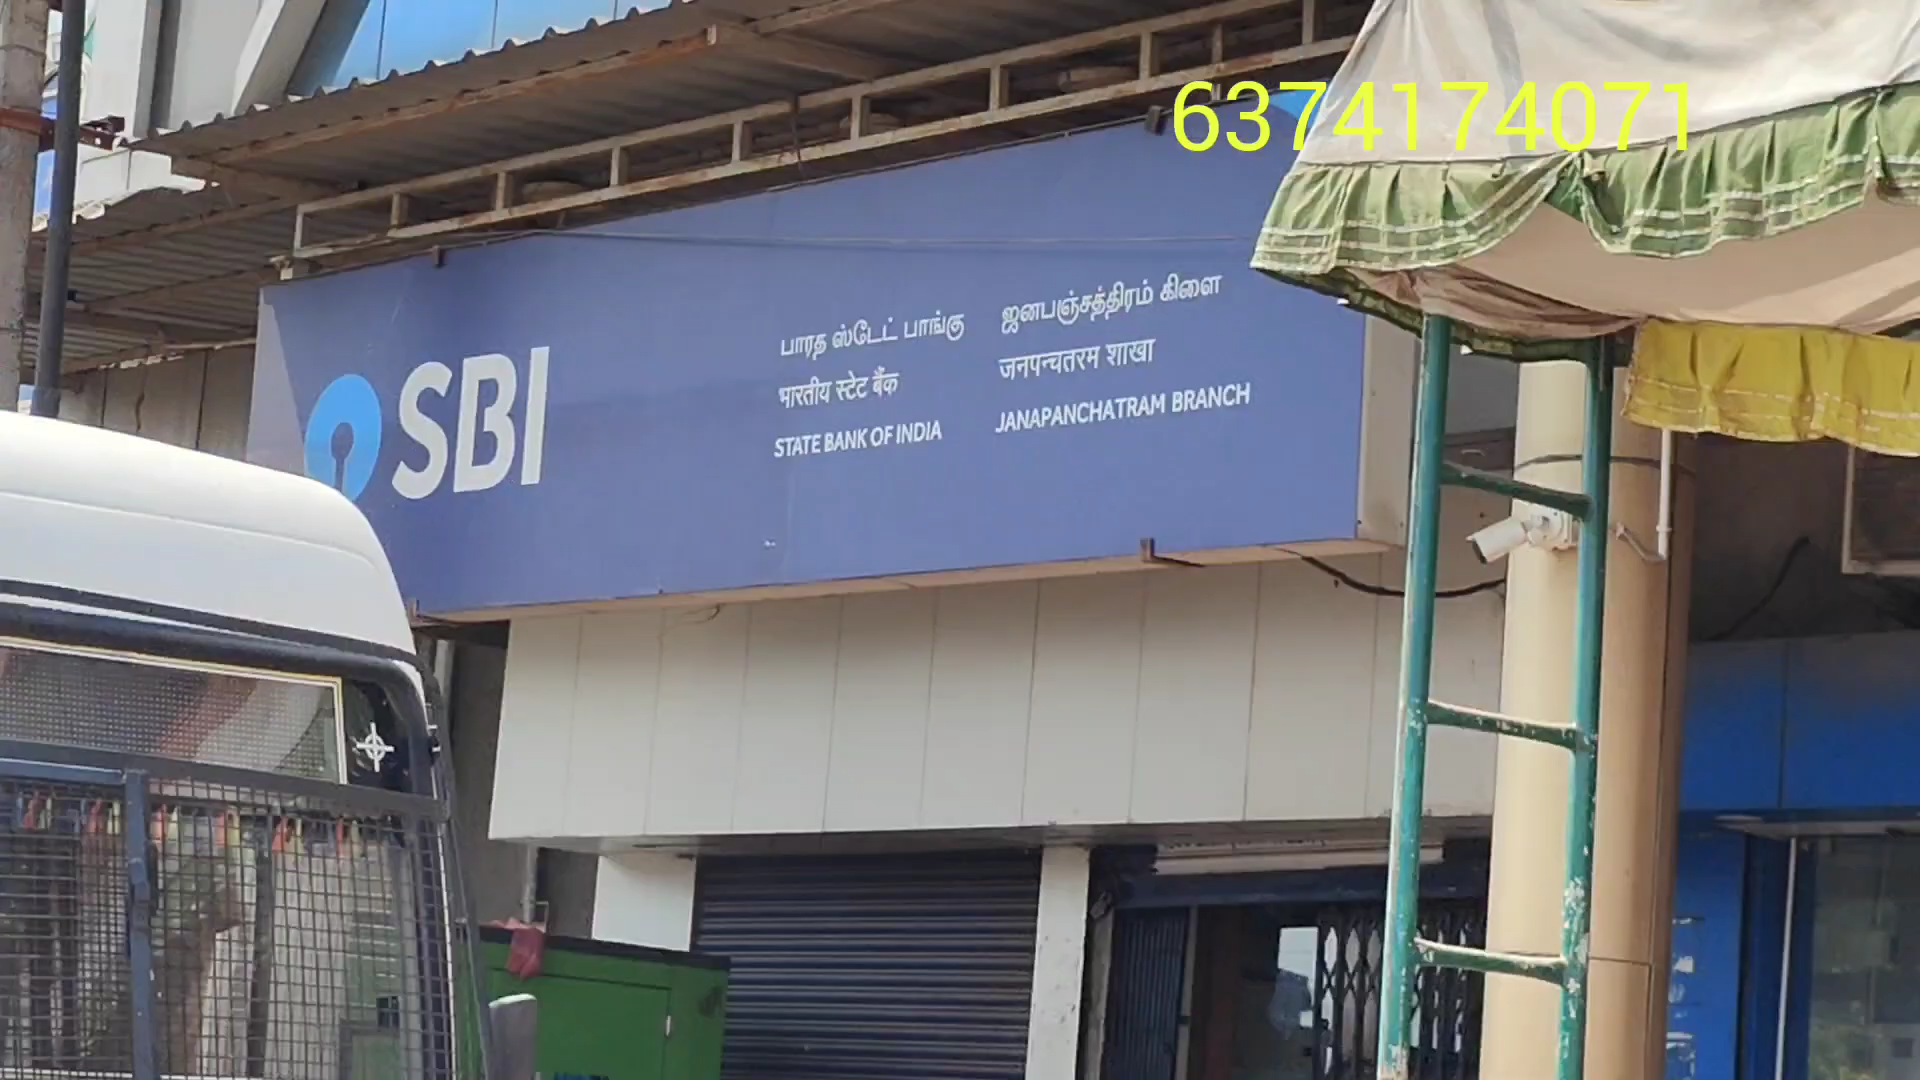 6374174071
SBI
பாரத ஸ்டேட் பாங்கு
भारतीय स्टेट बैंक
STATE BANK OF INDIA
ஜனபஞ்சத்திரம் கிளை
जनपन्चतरम शाखा
JANAPANCHATRAM BRANCH